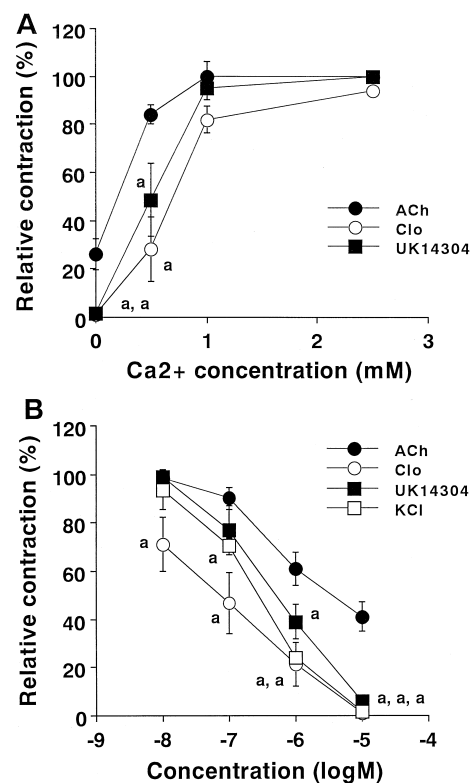 A
120
100
80
60
40
20
0
Relative contraction (%)
a
a
a, a
ACh
Clo
UK14304
0
1
2
3
Ca2+ concentration (mM)
B
120
100
80
60
40
20
0
Relative contraction (%)
ACh
Clo
UK14304
KCl
a
a
a
a
a, a
a, a, a
-9
-8
-7
-6
-5
-4
Concentration (logM)